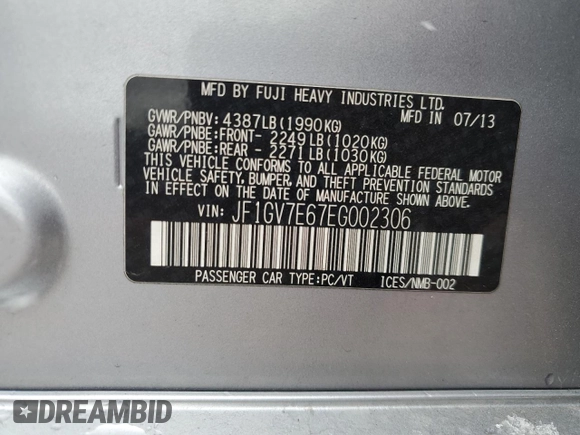 MFD BY FUJI HEAVY INDUSTRIES LTD.
GVWR/PNBV: 4387LB(1990KG) MFD IN 07/13
GAWR/PNBE:FRONT- 2249LB(1020KG)
GAWR/PNBE:REAR - 2271LB(1030KG)
THIS VEHICLE CONFORMS TO ALL APPLICABLE FEDERAL MOTOR
VEHICLE SAFETY, BUMPER, AND THEFT PREVENTION STANDARDS
IN EFFECT ON THE DATE OF MANUFACTURE SHOWN ABOVE.
VIN: JF1GV7E67EG002306
PASSENGER CAR TYPE:PC/VT ICES/NMB-002
DREAMBID